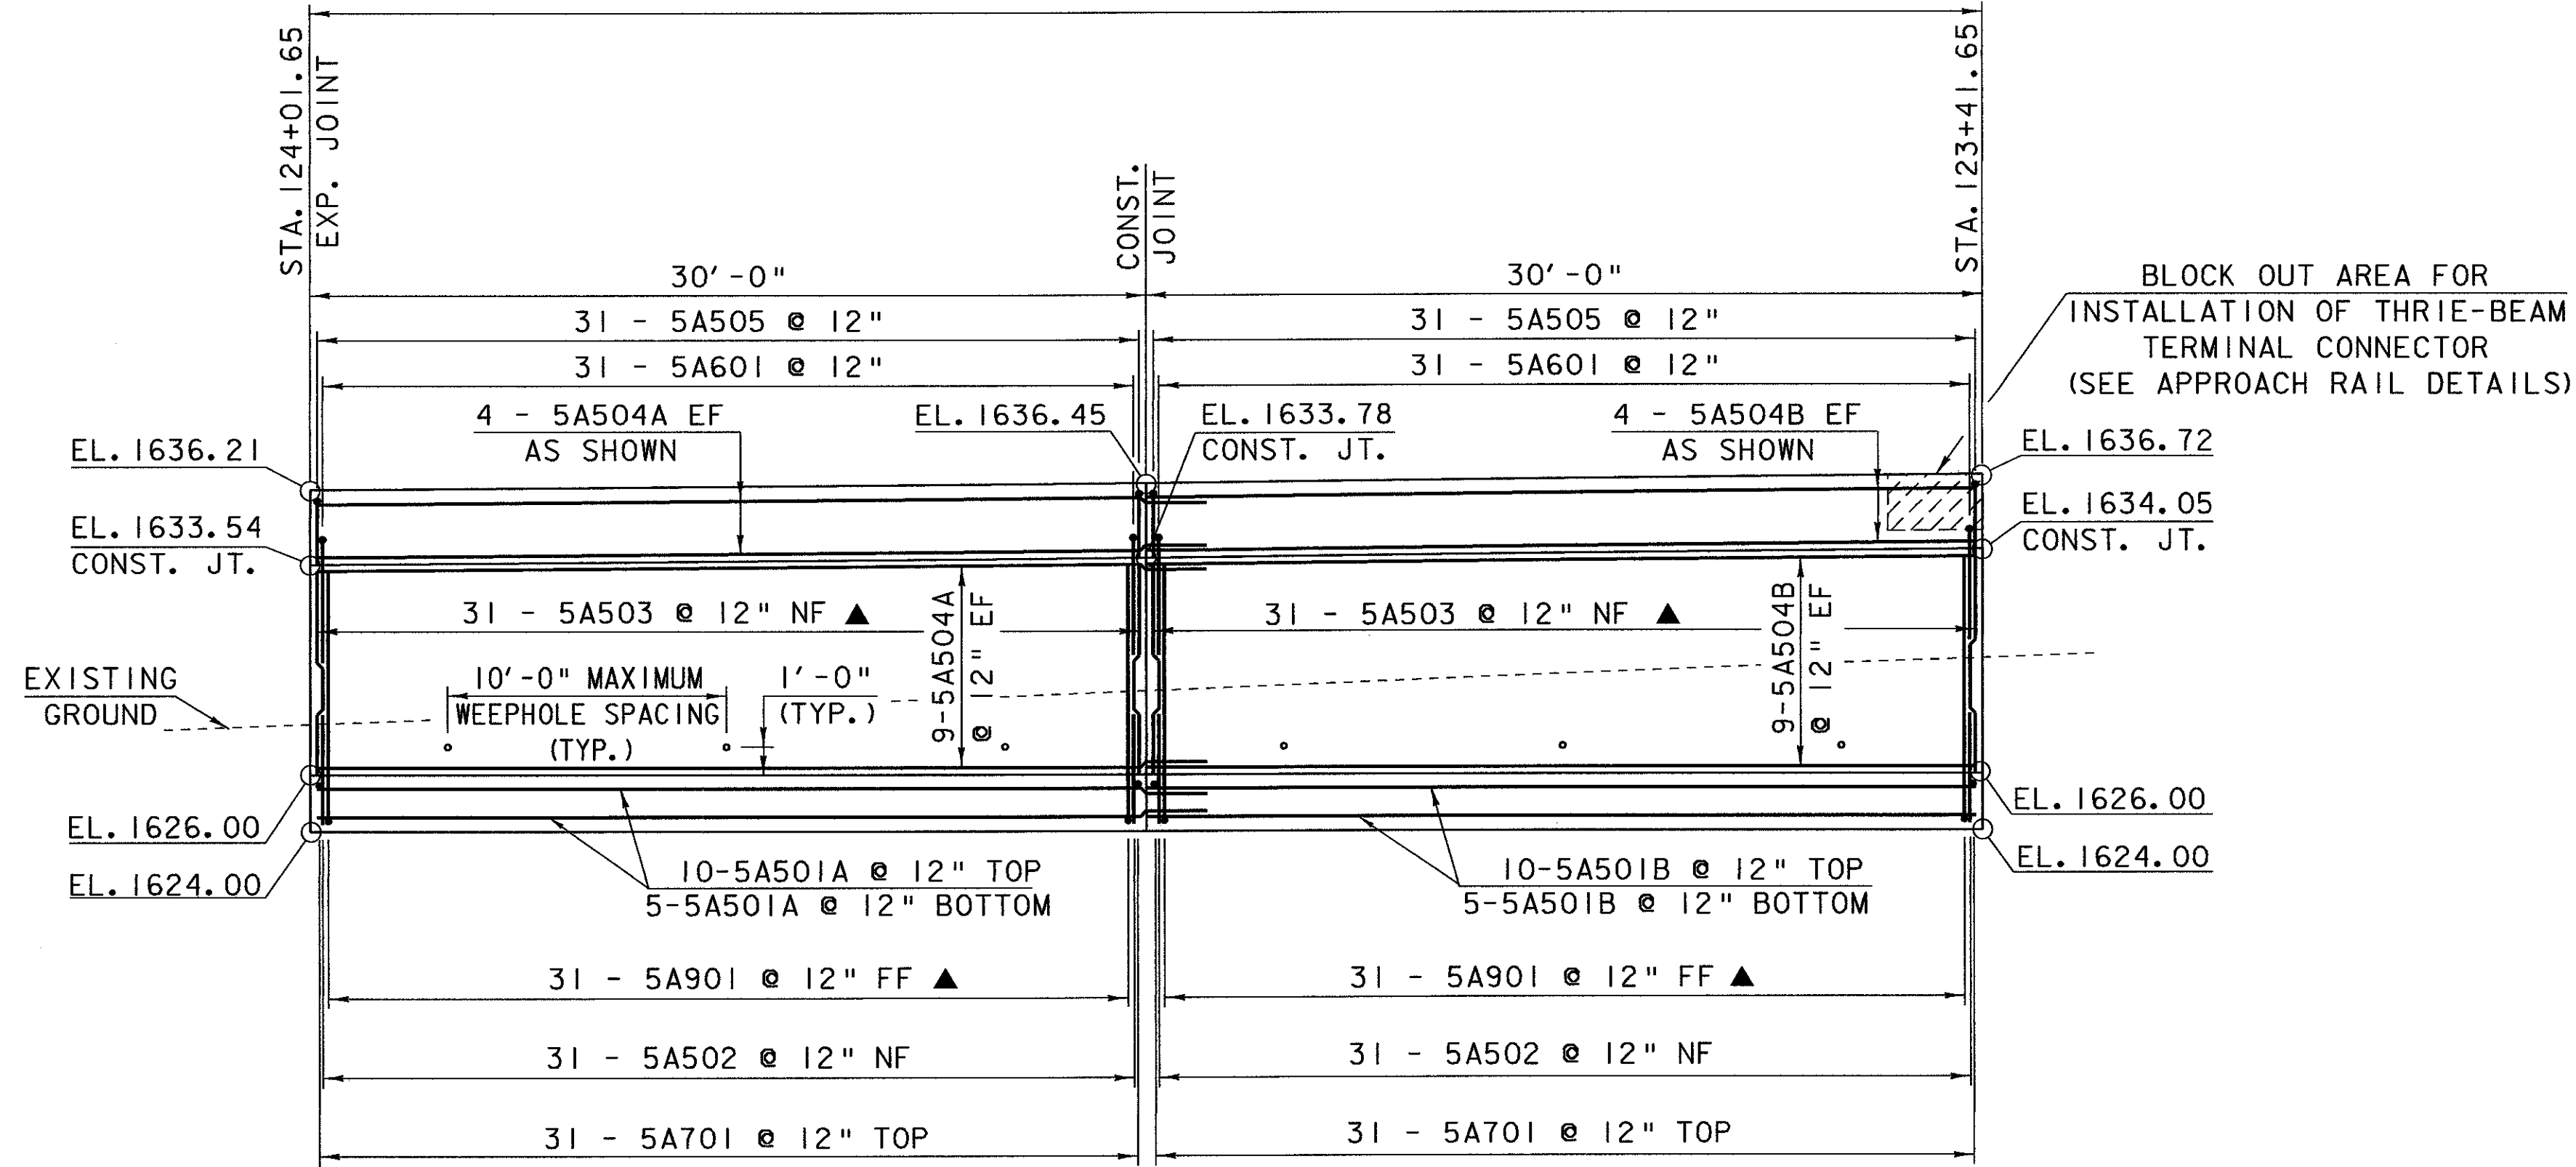 STA. 124+01.65
EXP. JOINT
CONST.
JOINT
STA. 123+41.65
30'-0"
30'-0"
31 - 5A505 @ 12"
31 - 5A505 @ 12"
31 - 5A601 @ 12"
31 - 5A601 @ 12"
BLOCK OUT AREA FOR
INSTALLATION OF THRIE-BEAM
TERMINAL CONNECTOR
(SEE APPROACH RAIL DETAILS)
4 - 5A504A EF
AS SHOWN
EL. 1636.45
EL. 1633.78
CONST. JT.
4 - 5A504B EF
AS SHOWN
EL. 1636.21
EL. 1636.72
EL. 1633.54
CONST. JT.
EL. 1634.05
CONST. JT.
31 - 5A503 @ 12" NF ▲
9-5A504A
@ 12" EF
31 - 5A503 @ 12" NF ▲
9-5A504B
@ 12" EF
EXISTING
GROUND
10'-0" MAXIMUM
WEEPHOLE SPACING
(TYP.)
1'-0"
(TYP.)
EL. 1626.00
EL. 1626.00
EL. 1624.00
EL. 1624.00
10-5A501A @ 12" TOP
5-5A501A @ 12" BOTTOM
10-5A501B @ 12" TOP
5-5A501B @ 12" BOTTOM
31 - 5A901 @ 12" FF ▲
31 - 5A901 @ 12" FF ▲
31 - 5A502 @ 12" NF
31 - 5A502 @ 12" NF
31 - 5A701 @ 12" TOP
31 - 5A701 @ 12" TOP